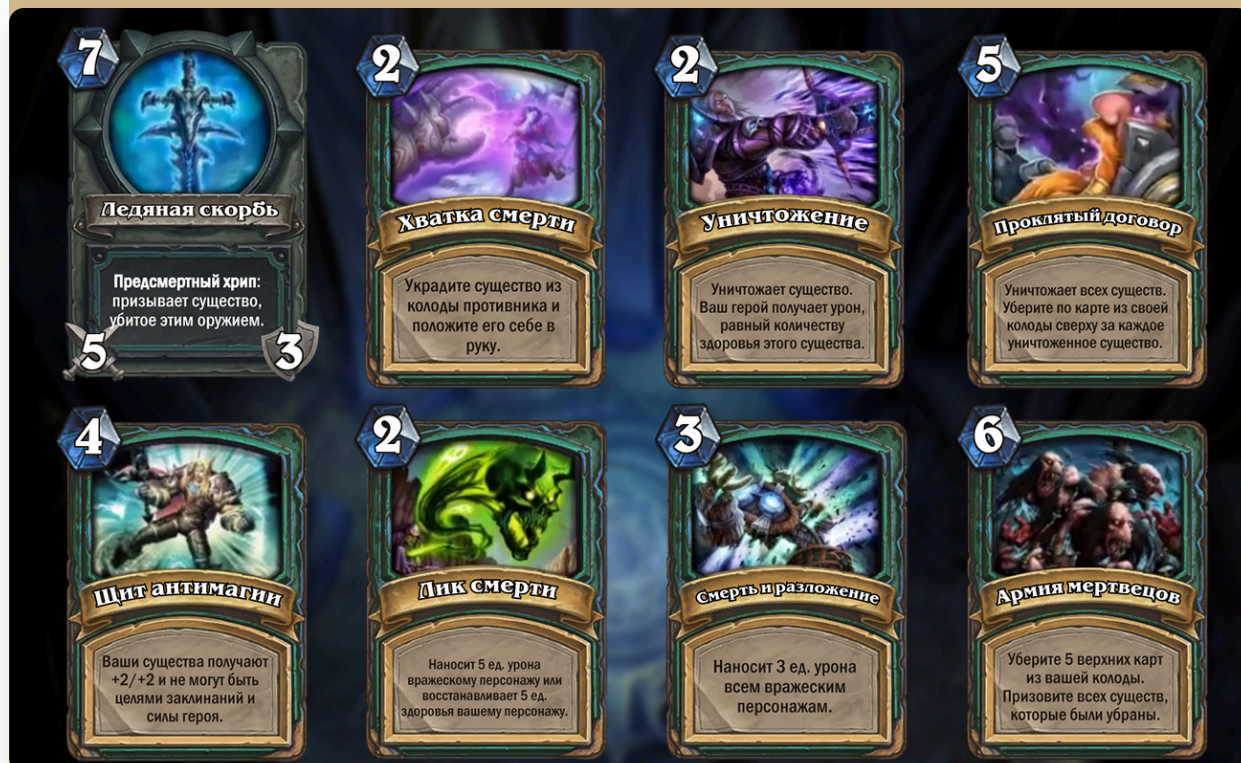 7
Ледяная скорбь
Предсмертный хрип:
призывает существо,
убитое этим оружием.
5
3
2
Хватка смерти
Украдите существо из
колоды противника и
положите его себе в
руку.
2
Уничтожение
Уничтожает существо.
Ваш герой получает урон,
равный количеству
здоровья этого существа.
5
Проклятый договор
Уничтожает всех существ.
Уберите по карте из своей
колоды сверху за каждое
уничтоженное существо.
4
Щит антимагии
Ваши существа получают
+2/+2 и не могут быть
целями заклинаний и
силы героя.
2
Лик смерти
Наносит 5 ед. урона
вражескому персонажу или
восстанавливает 5 ед.
здоровья вашему персонажу.
3
Смерть и разложение
Наносит 3 ед. урона
всем вражеским
персонажам.
6
Армия мертвецов
Уберите 5 верхних карт
из вашей колоды.
Призовите всех существ,
которые были убраны.